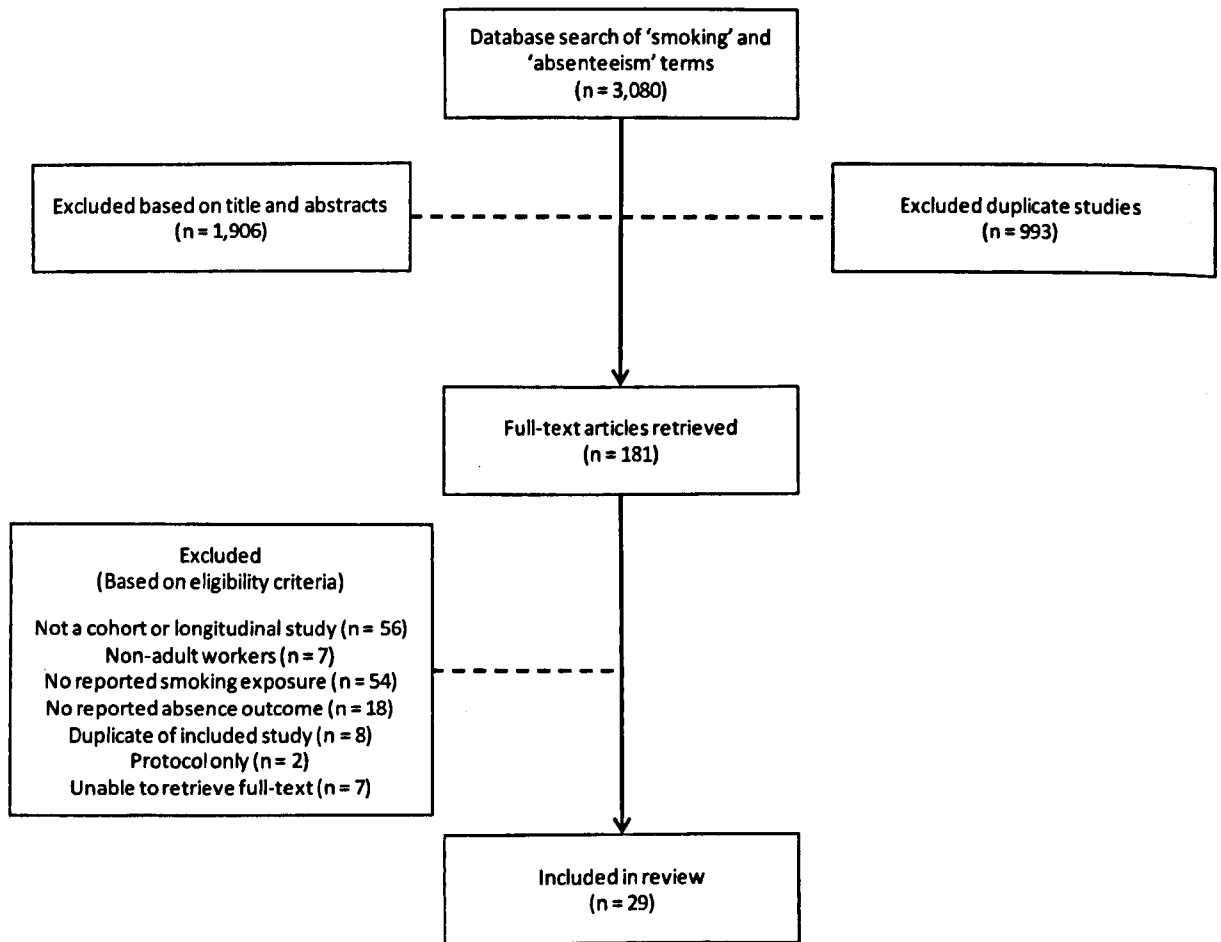 Database search of ‘smoking’ and
‘absenteeism’ terms
(n = 3,080)
Excluded based on title and abstracts
(n = 1,906)
Excluded duplicate studies
(n = 993)
Full-text articles retrieved
(n = 181)
Excluded
(Based on eligibility criteria)
Not a cohort or longitudinal study (n = 56)
Non-adult workers (n = 7)
No reported smoking exposure (n = 54)
No reported absence outcome (n = 18)
Duplicate of included study (n = 8)
Protocol only (n = 2)
Unable to retrieve full-text (n = 7)
Included in review
(n = 29)